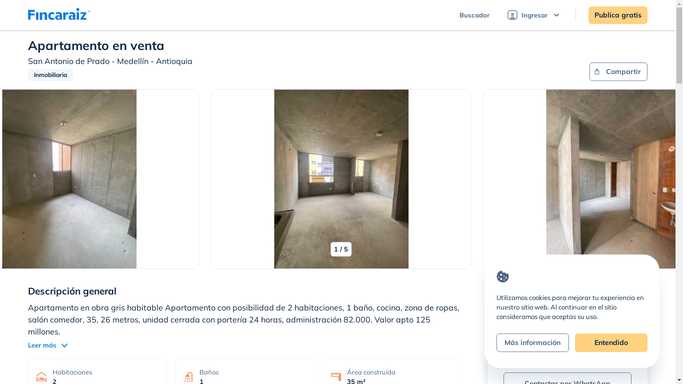 Fincaraiz
Buscador
Ingresar
Publica gratis
Apartamento en venta
San Antonio de Prado - Medellín - Antioquia
Inmobiliaria
Compartir
1 / 5
Descripción general
Apartamento en obra gris habitable Apartamento con posibilidad de 2 habitaciones, 1 baño, cocina, zona de ropas,
salón comedor, 35, 26 metros, unidad cerrada con portería 24 horas, administración 82.000. Valor apto 125
millones.
Leer más
Habitaciones
2
Baños
1
Área construida
35 m²
Utilizamos cookies para mejorar tu experiencia en
nuestro sitio web. Al continuar en el sitio
consideramos que aceptas su uso.
Más información
Entendido
Contactar por WhatsApp